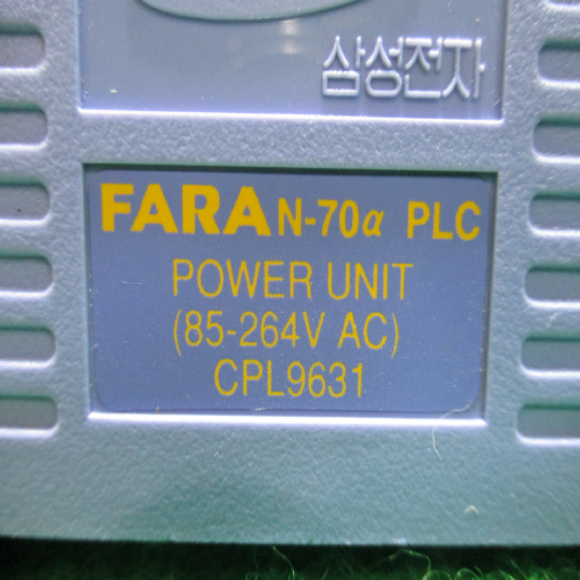 삼성전자
FARA N-70α PLC
POWER UNIT
(85-264V AC)
CPL9631